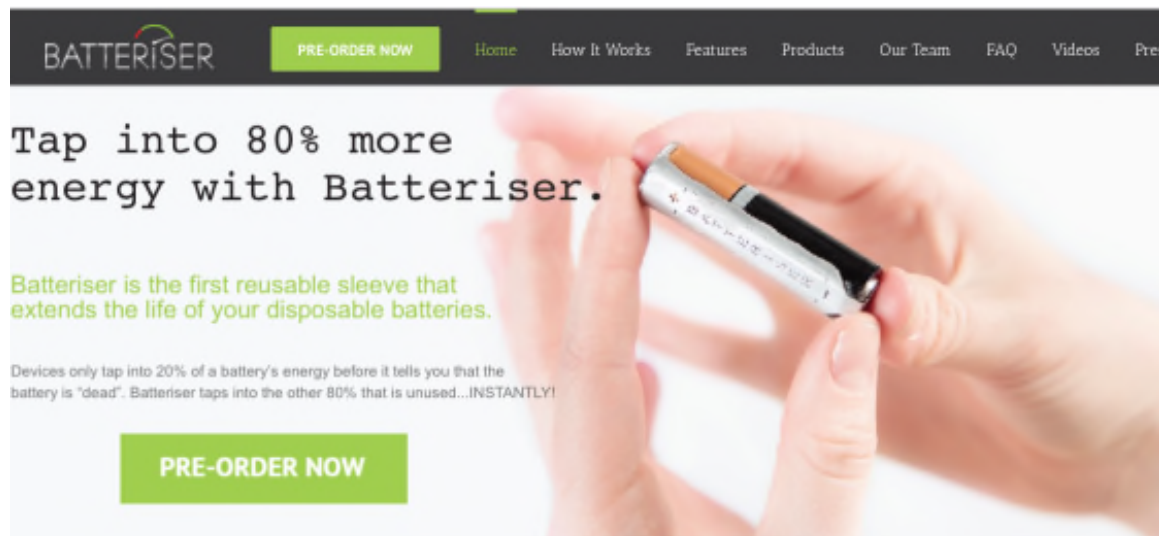 BATTERISER
PRE-ORDER NOW
Home
How It Works
Features
Products
Our Team
FAQ
Videos
Pre
Tap into 80% more
energy with Batteriser.
+ BATTERISER -
Batteriser is the first reusable sleeve that
extends the life of your disposable batteries.
Devices only tap into 20% of a battery's energy before it tells you that the
battery is "dead". Batteriser taps into the other 80% that is unused...INSTANTLY!
PRE-ORDER NOW